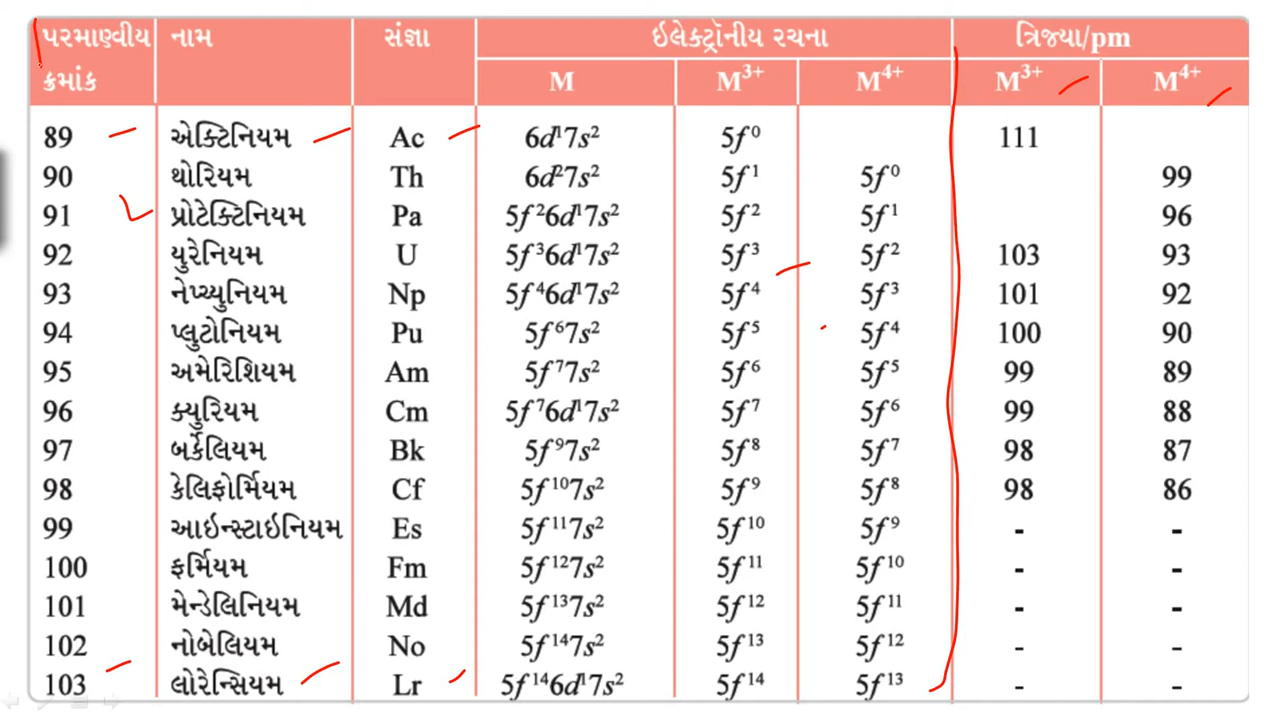 પરમાણ્વીય નામ સંજ્ઞા ઇલેક્ટ્રૉનીય રચના ત્રિજ્યા/pm
ક્રમાંક M M³⁺ M⁴⁺ M³⁺ M⁴⁺
89 એક્ટિનિયમ Ac 6d¹7s² 5f⁰ 111
90 થોરિયમ Th 6d²7s² 5f¹ 5f⁰ 99
91 પ્રોટેક્ટિનિયમ Pa 5f²6d¹7s² 5f² 5f¹ 96
92 યુરેનિયમ U 5f³6d¹7s² 5f³ 5f² 103 93
93 નેપ્ચ્યુનિયમ Np 5f⁴6d¹7s² 5f⁴ 5f³ 101 92
94 પ્લુટોનિયમ Pu 5f⁶7s² 5f⁵ 5f⁴ 100 90
95 અમેરિશિયમ Am 5f⁷7s² 5f⁶ 5f⁵ 99 89
96 ક્યુરિયમ Cm 5f⁷6d¹7s² 5f⁷ 5f⁶ 99 88
97 બર્કેલિયમ Bk 5f⁹7s² 5f⁸ 5f⁷ 98 87
98 કેલિફોર્મિયમ Cf 5f¹⁰7s² 5f⁹ 5f⁸ 98 86
99 આઇન્સ્ટાઇનિયમ Es 5f¹¹7s² 5f¹⁰ 5f⁹ - -
100 ફર્મિયમ Fm 5f¹²7s² 5f¹¹ 5f¹⁰ - -
101 મેન્ડેલિનિયમ Md 5f¹³7s² 5f¹² 5f¹¹ - -
102 નોબેલિયમ No 5f¹⁴7s² 5f¹³ 5f¹² - -
103 લોરેન્સિયમ Lr 5f¹⁴6d¹7s² 5f¹⁴ 5f¹³ - -